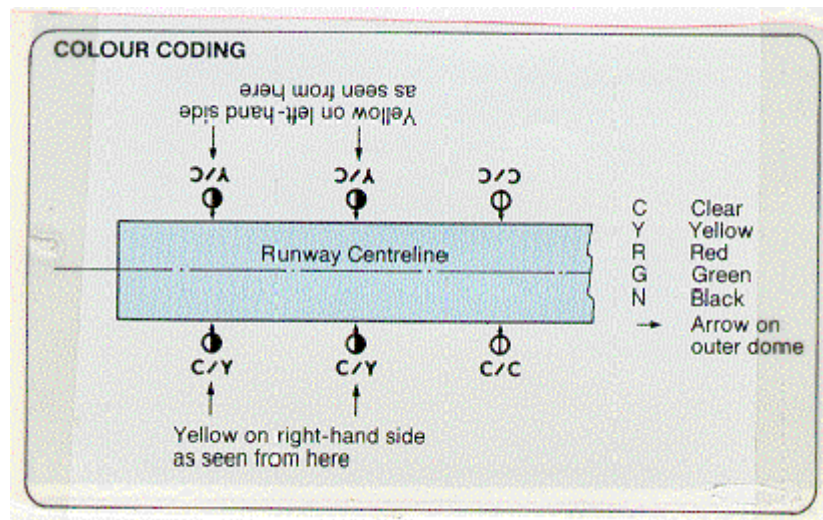 COLOUR CODING
Yellow on left-hand side
as seen from here
Y/C Y/C C/C
Runway Centreline
C Clear
Y Yellow
R Red
G Green
N Black
→ Arrow on
outer dome
C/Y C/Y C/C
Yellow on right-hand side
as seen from here